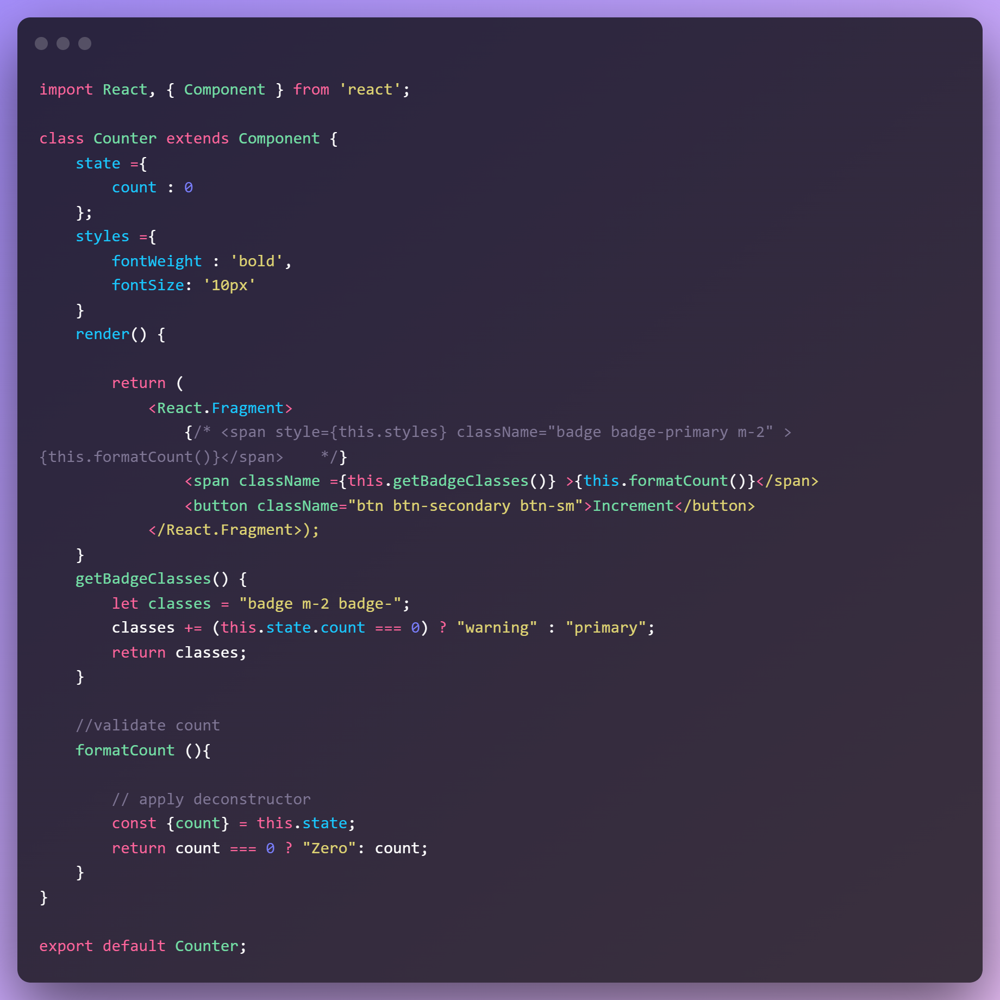 import React, { Component } from 'react';

class Counter extends Component {
    state ={
        count : 0
    };
    styles ={
        fontWeight : 'bold',
        fontSize: '10px'
    }
    render() {

        return (
            <React.Fragment>
                {/* <span style={this.styles} className="badge badge-primary m-2" >
{this.formatCount()}</span>    */}
                <span className ={this.getBadgeClasses()} >{this.formatCount()}</span>
                <button className="btn btn-secondary btn-sm">Increment</button>
            </React.Fragment>);
    }
    getBadgeClasses() {
        let classes = "badge m-2 badge-";
        classes += (this.state.count === 0) ? "warning" : "primary";
        return classes;
    }

    //validate count
    formatCount (){

        // apply deconstructor
        const {count} = this.state;
        return count === 0 ? "Zero": count;
    }
}

export default Counter;